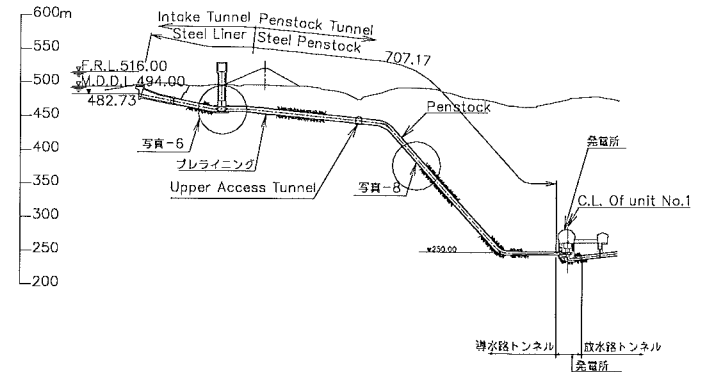 600m
550
500
450
400
350
300
250
200
Intake Tunnel Penstock Tunnel
Steel Liner Steel Penstock
707.17
F.R.L.516.00
M.D.D.L.494.00
482.73
写真-6
プレライニング
Upper Access Tunnel
写真-8
Penstock
発電所
C.L. Of unit No.1
250.00
導水路トンネル 放水路トンネル
発電所